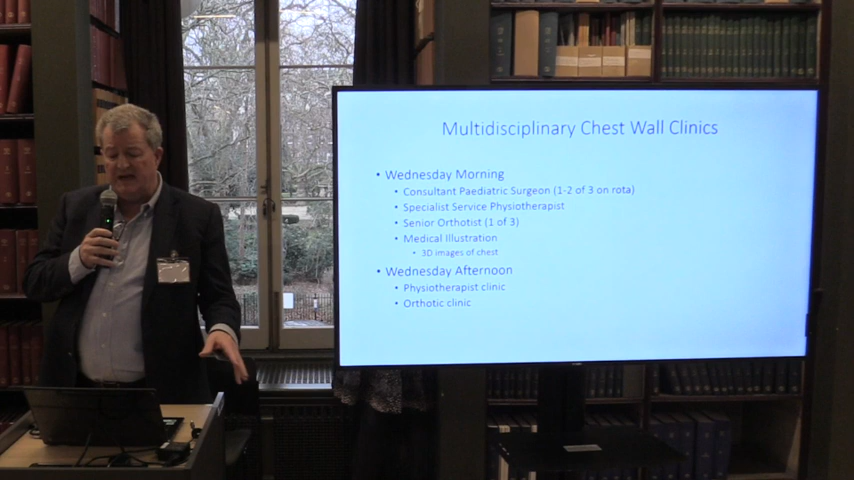 Multidisciplinary Chest Wall Clinics
• Wednesday Morning
• Consultant Paediatric Surgeon (1-2 of 3 on rota)
• Specialist Service Physiotherapist
• Senior Orthotist (1 of 3)
• Medical Illustration
• 3D images of chest
• Wednesday Afternoon
• Physiotherapist clinic
• Orthotic clinic